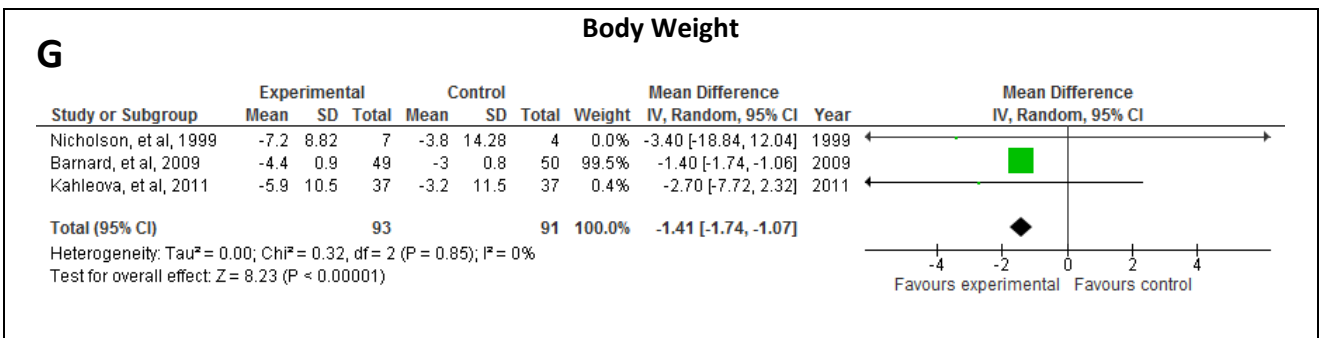 Body Weight
G
Experimental Control Mean Difference Mean Difference
Study or Subgroup Mean SD Total Mean SD Total Weight IV, Random, 95% CI Year IV, Random, 95% CI
Nicholson, et al, 1999 -7.2 8.82 7 -3.8 14.28 4 0.0% -3.40 [-18.84, 12.04] 1999
Barnard, et al, 2009 -4.4 0.9 49 -3 0.8 50 99.5% -1.40 [-1.74, -1.06] 2009
Kahleova, et al, 2011 -5.9 10.5 37 -3.2 11.5 37 0.4% -2.70 [-7.72, 2.32] 2011
Total (95% CI) 93 91 100.0% -1.41 [-1.74, -1.07]
Heterogeneity: Tau² = 0.00; Chi² = 0.32, df = 2 (P = 0.85); I² = 0%
Test for overall effect: Z = 8.23 (P < 0.00001)
-4 -2 0 2 4
Favours experimental Favours control